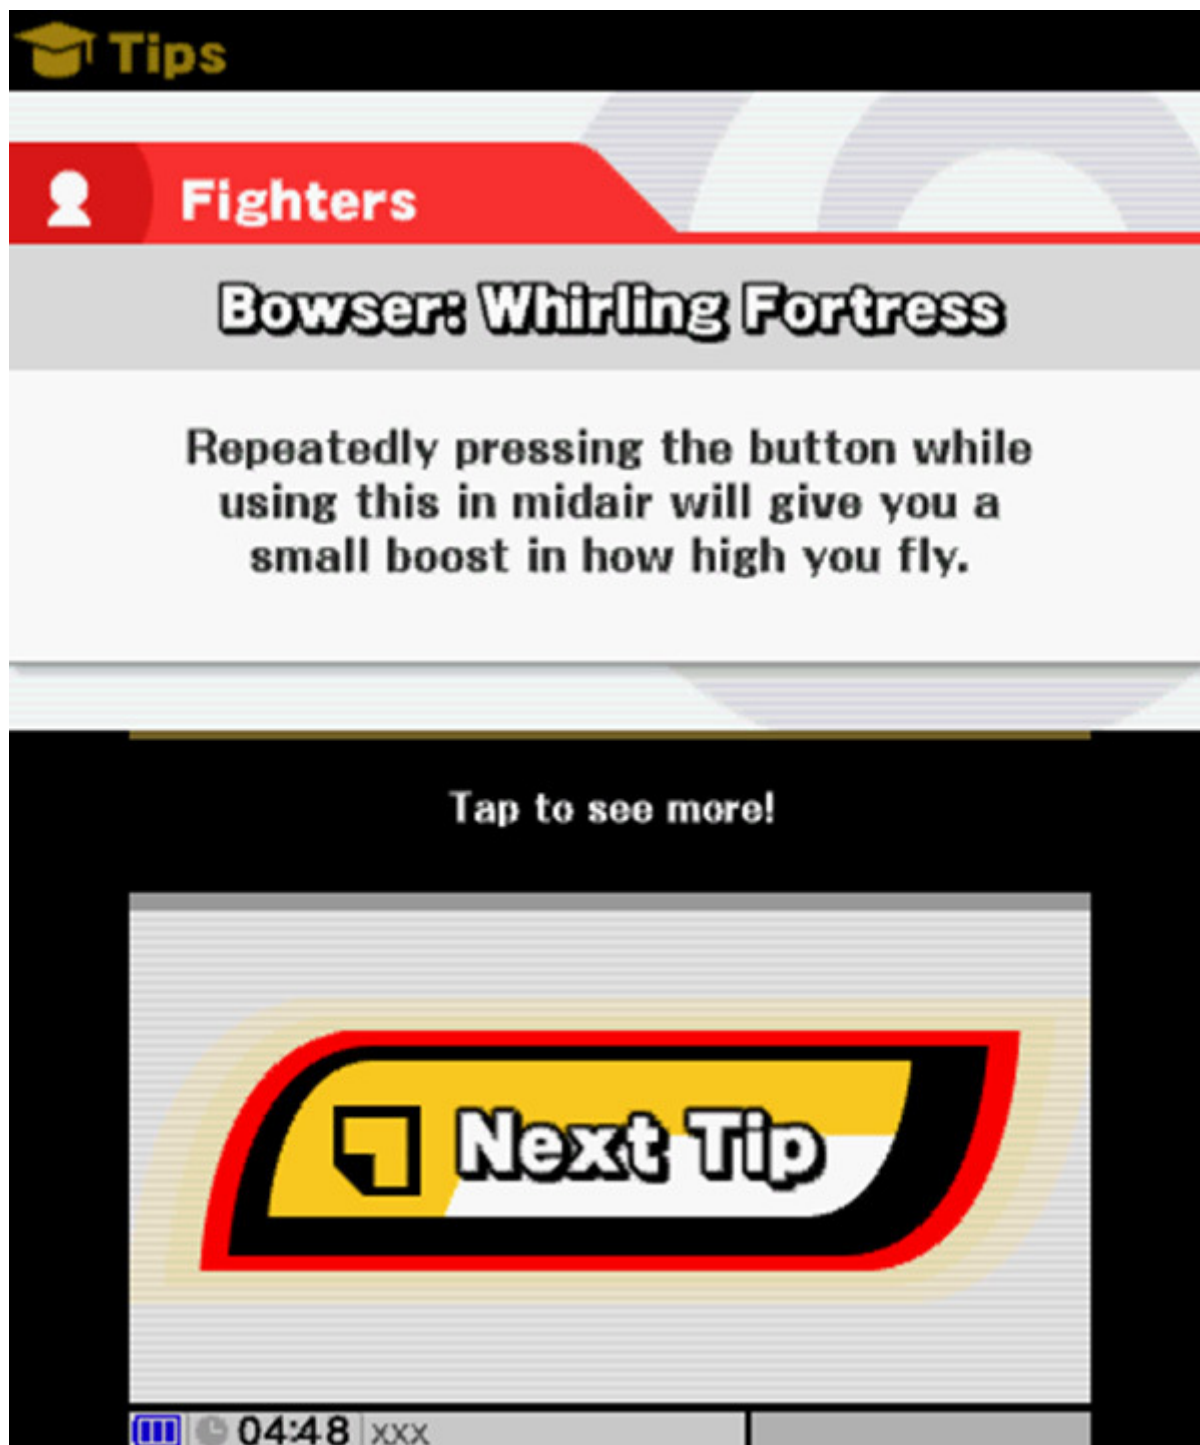 Tips
Fighters
Bowser: Whirling Fortress
Repeatedly pressing the button while
using this in midair will give you a
small boost in how high you fly.
Tap to see more!
Next Tip
04:48 xxx